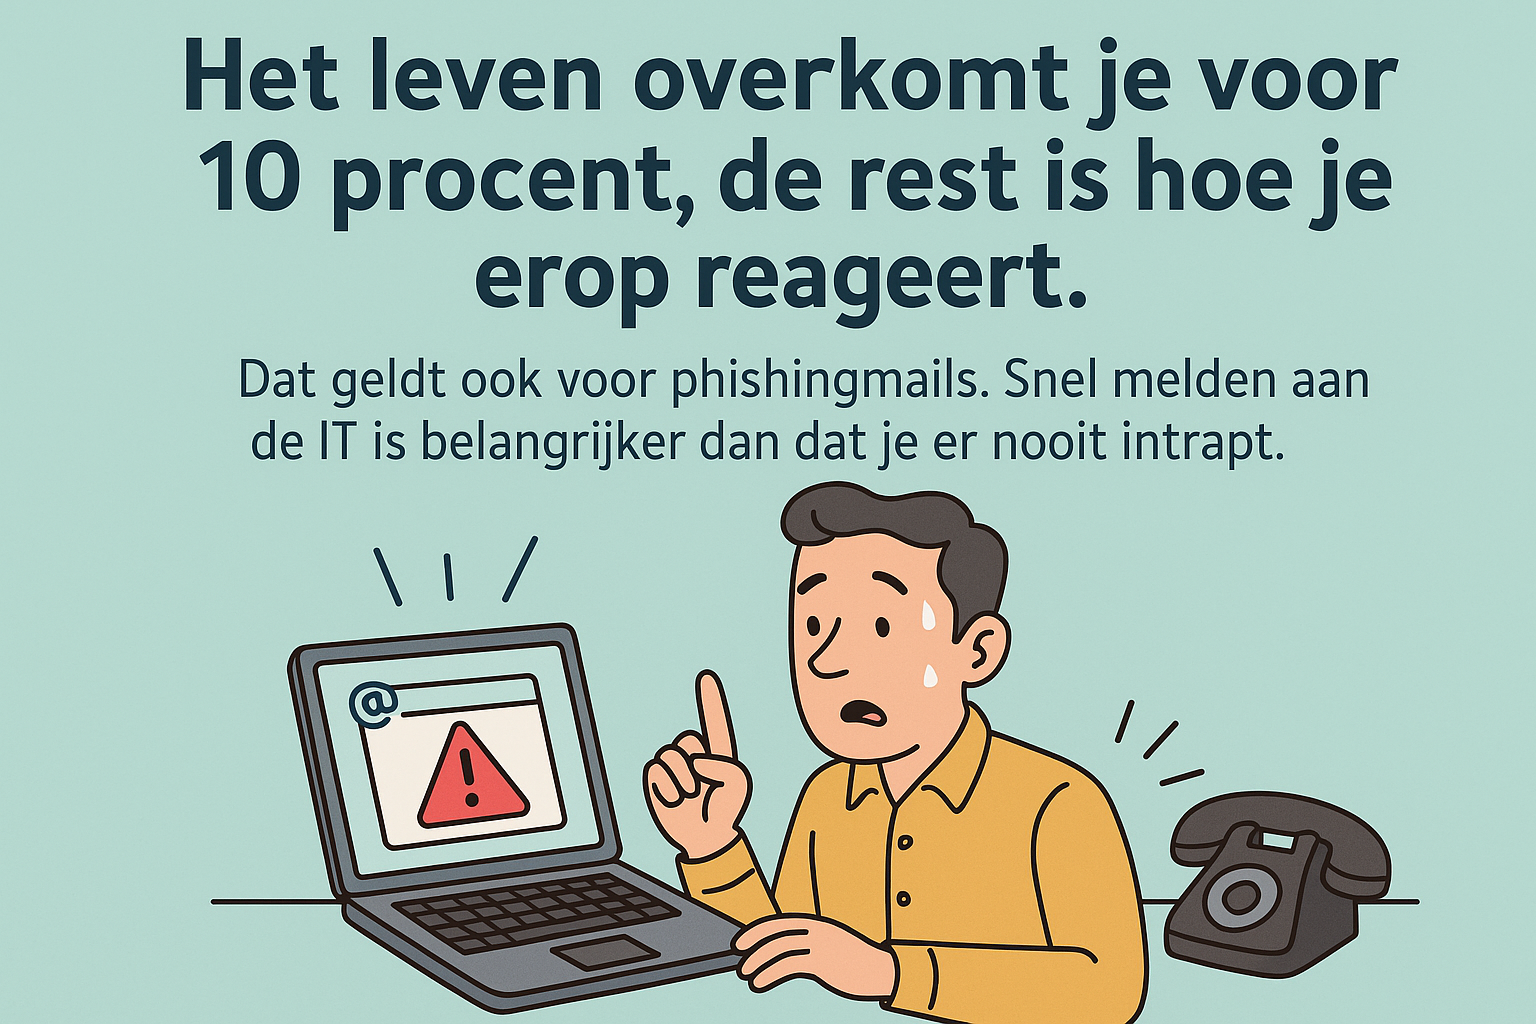 Het leven overkomt je voor
10 procent, de rest is hoe je
erop reageert.
Dat geldt ook voor phishingmails. Snel melden aan
de IT is belangrijker dan dat je er nooit intrapt.
@
!